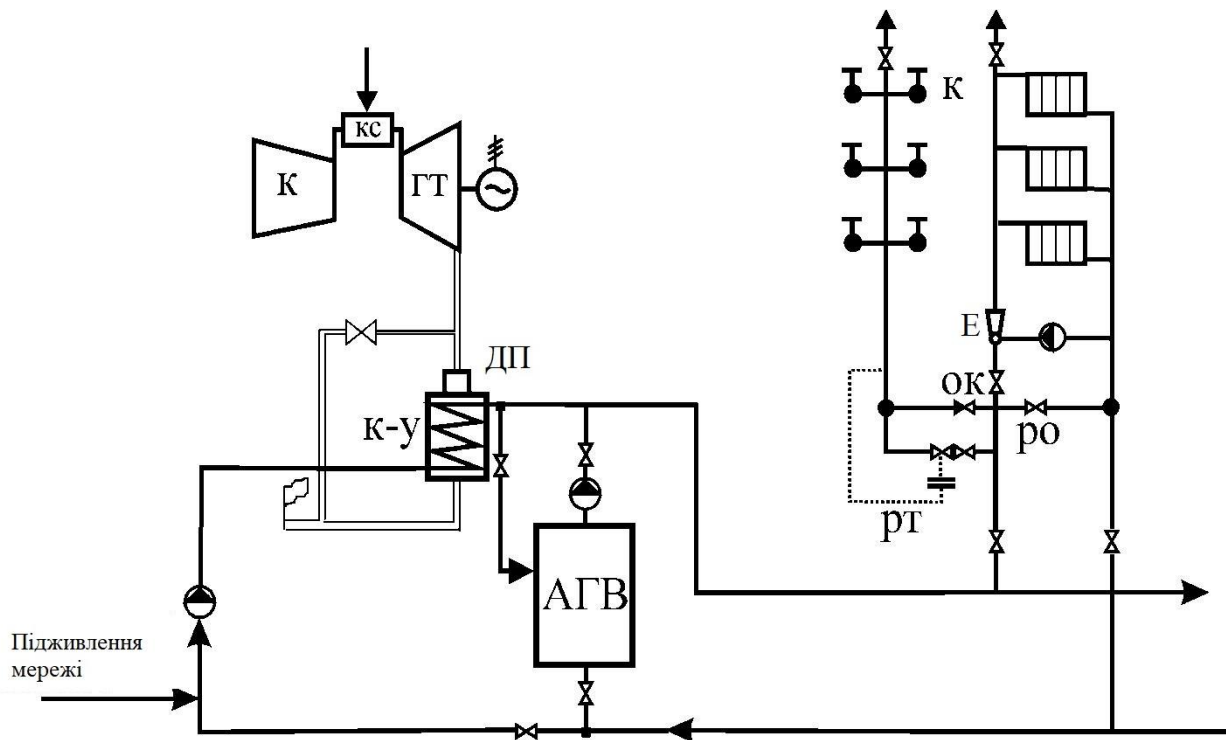 К
кс
ГТ
к
Е
ДП
ок
к-у
ро
рт
АГВ
Підживлення
мережі